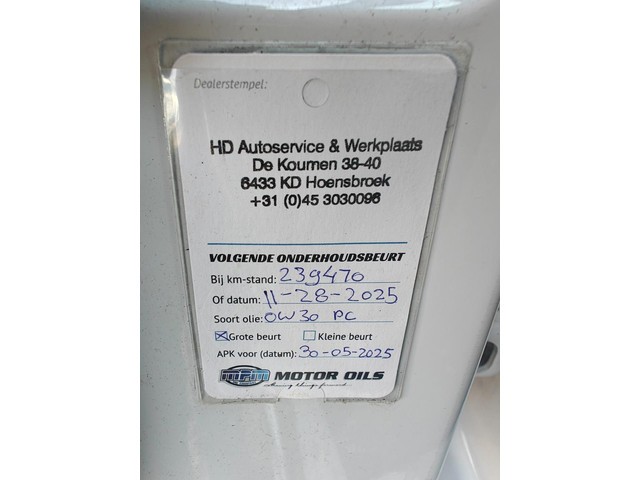 Dealerstempel:
HD Autoservice & Werkplaats
De Koumen 38-40
6433 KD Hoensbroek
+31 (0)45 3030096
VOLGENDE ONDERHOUDSBEURT
Bij km-stand: 239470
Of datum: 11-28-2025
Soort olie: 0W30 PC
Grote beurt Kleine beurt
APK voor (datum): 30-05-2025
MPM MOTOR OILS